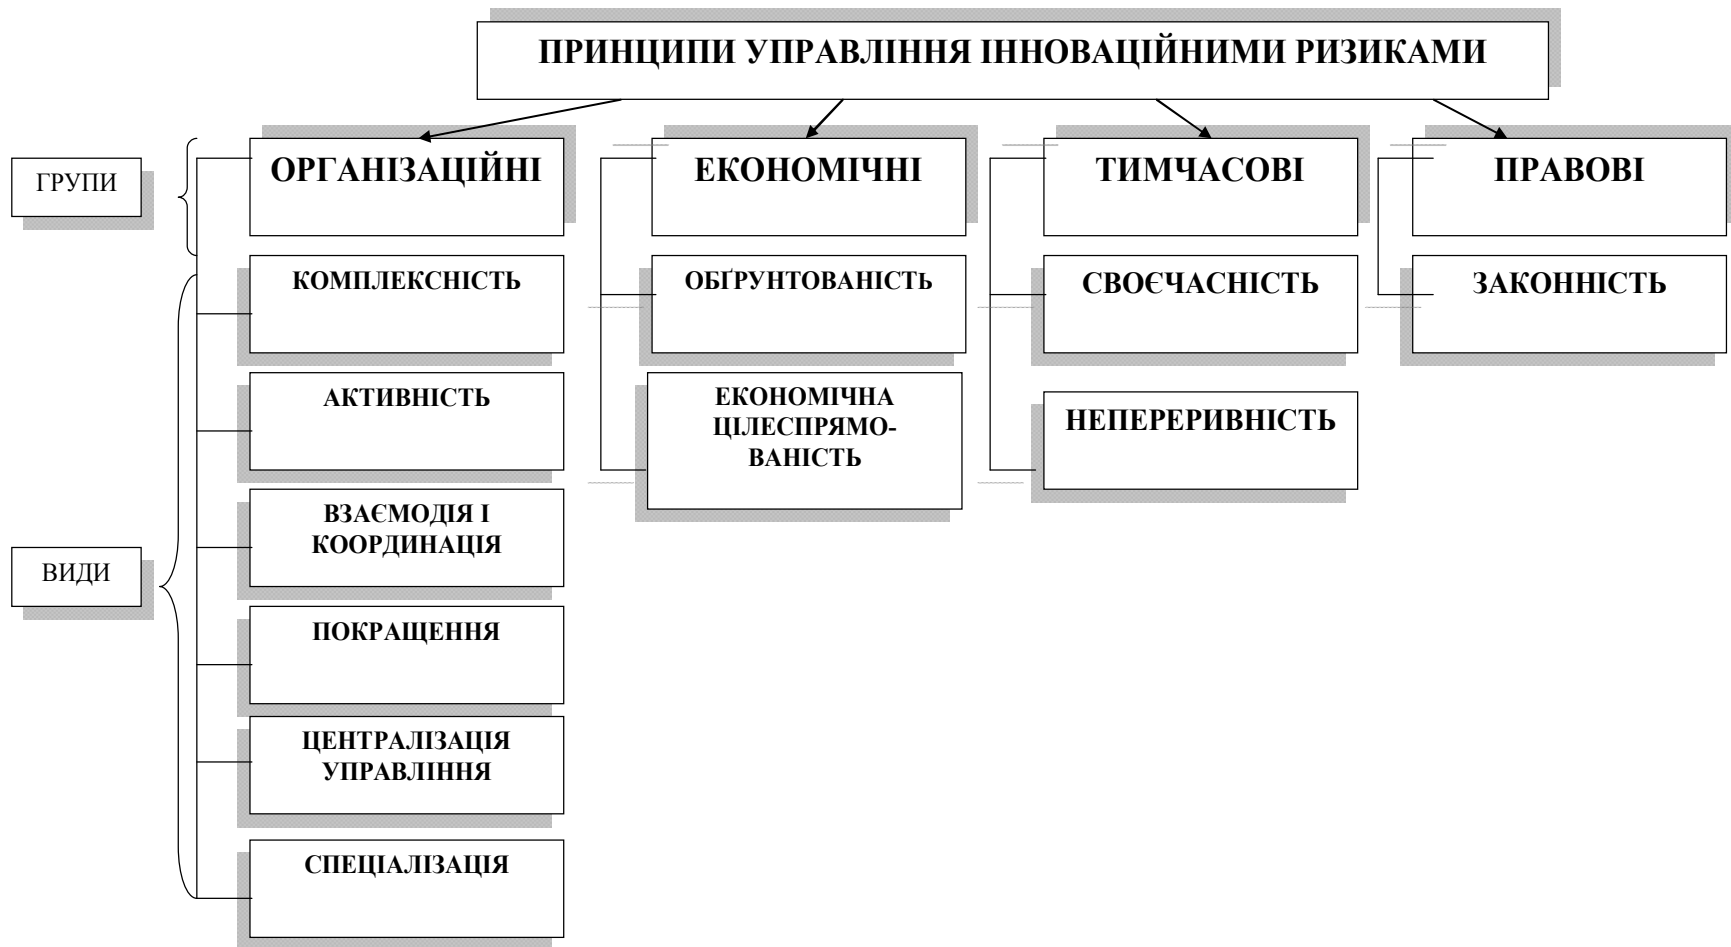 ПРИНЦИПИ УПРАВЛІННЯ ІННОВАЦІЙНИМИ РИЗИКАМИ
ГРУПИ
ОРГАНІЗАЦІЙНІ
ЕКОНОМІЧНІ
ТИМЧАСОВІ
ПРАВОВІ
КОМПЛЕКСНІСТЬ
ОБҐРУНТОВАНІСТЬ
СВОЄЧАСНІСТЬ
ЗАКОННІСТЬ
АКТИВНІСТЬ
ЕКОНОМІЧНА
ЦІЛЕСПРЯМО-
ВАНІСТЬ
НЕПЕРЕРИВНІСТЬ
ВИДИ
ВЗАЄМОДІЯ І
КООРДИНАЦІЯ
ПОКРАЩЕННЯ
ЦЕНТРАЛІЗАЦІЯ
УПРАВЛІННЯ
СПЕЦІАЛІЗАЦІЯ